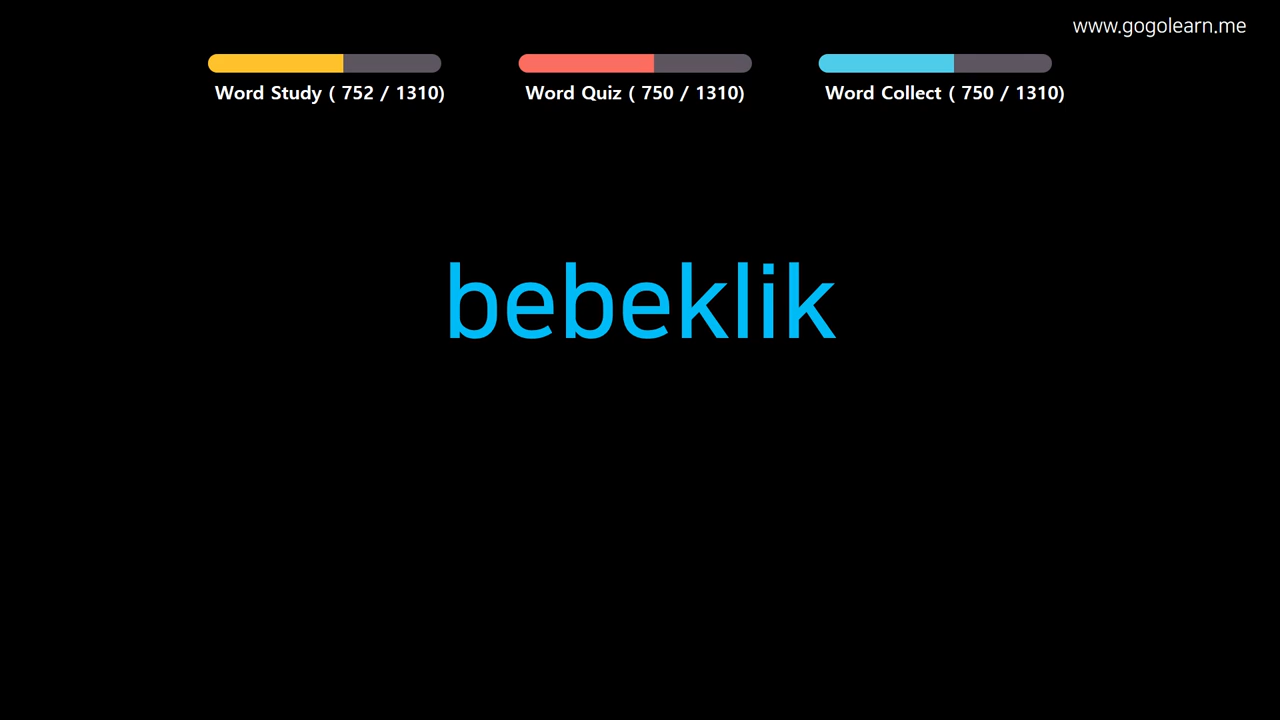 www.gogolearn.me
Word Study ( 752 / 1310)
Word Quiz ( 750 / 1310)
Word Collect ( 750 / 1310)
bebeklik